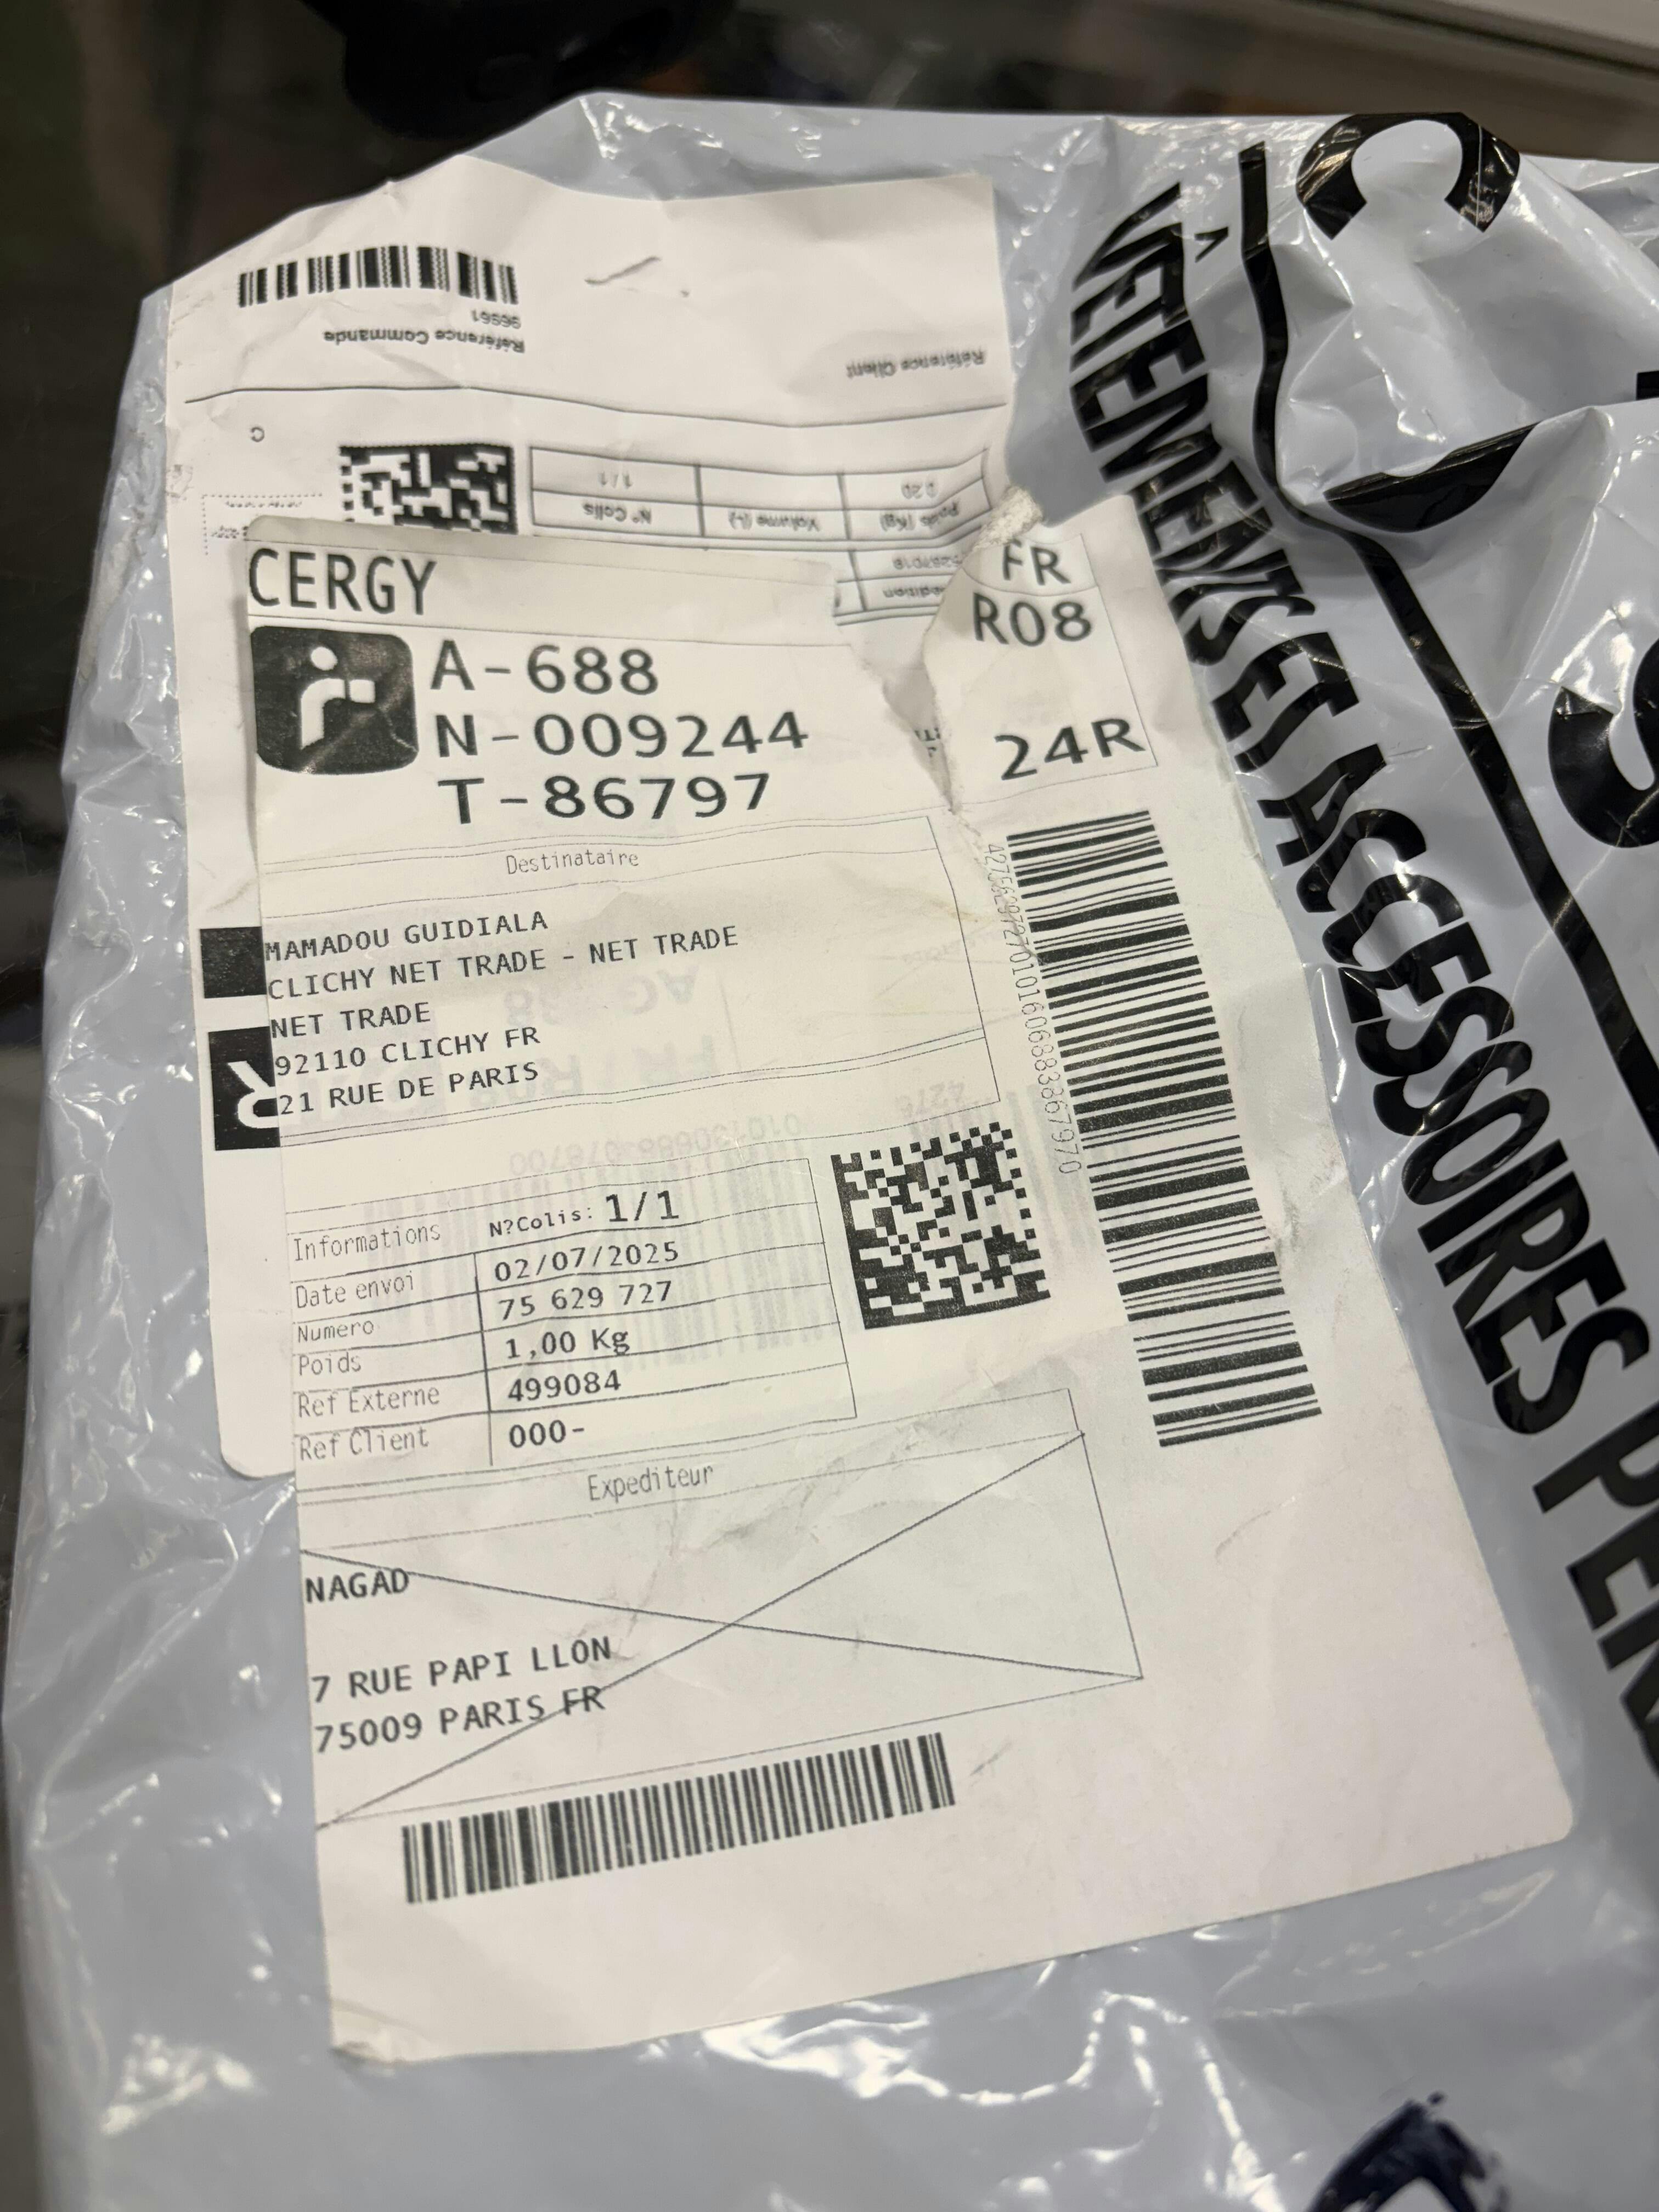 96961
Référence Commande
Référence Client
C
1/1
0.20
N° Colis
Volume (L)
Poids (Kg)
CERGY
FR
R08
A-688
N-009244
T-86797
24R
Destinataire
MAMADOU GUIDIALA
CLICHY NET TRADE - NET TRADE
NET TRADE
92110 CLICHY FR
21 RUE DE PARIS
R
Informations N?Colis: 1/1
Date envoi 02/07/2025
Numero 75 629 727
Poids 1,00 Kg
Ref Externe 499084
Ref Client 000-
Expediteur
NAGAD
7 RUE PAPI LLON
75009 PARIS FR
VÊTEMENTS ET ACCESSOIRES